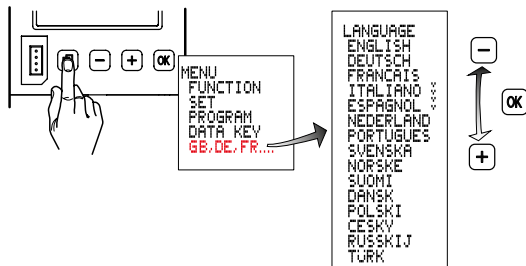 OK
MENU
FUNCTION
SET
PROGRAM
DATA KEY
GB,DE,FR....
LANGUAGE
ENGLISH
DEUTSCH
FRANCAIS
ITALIANO
ESPAGNOL
NEDERLAND
PORTUGUES
SVENSKA
NORSKE
SUOMI
DANSK
POLSKI
CESKY
RUSSKIJ
TURK
-
OK
+